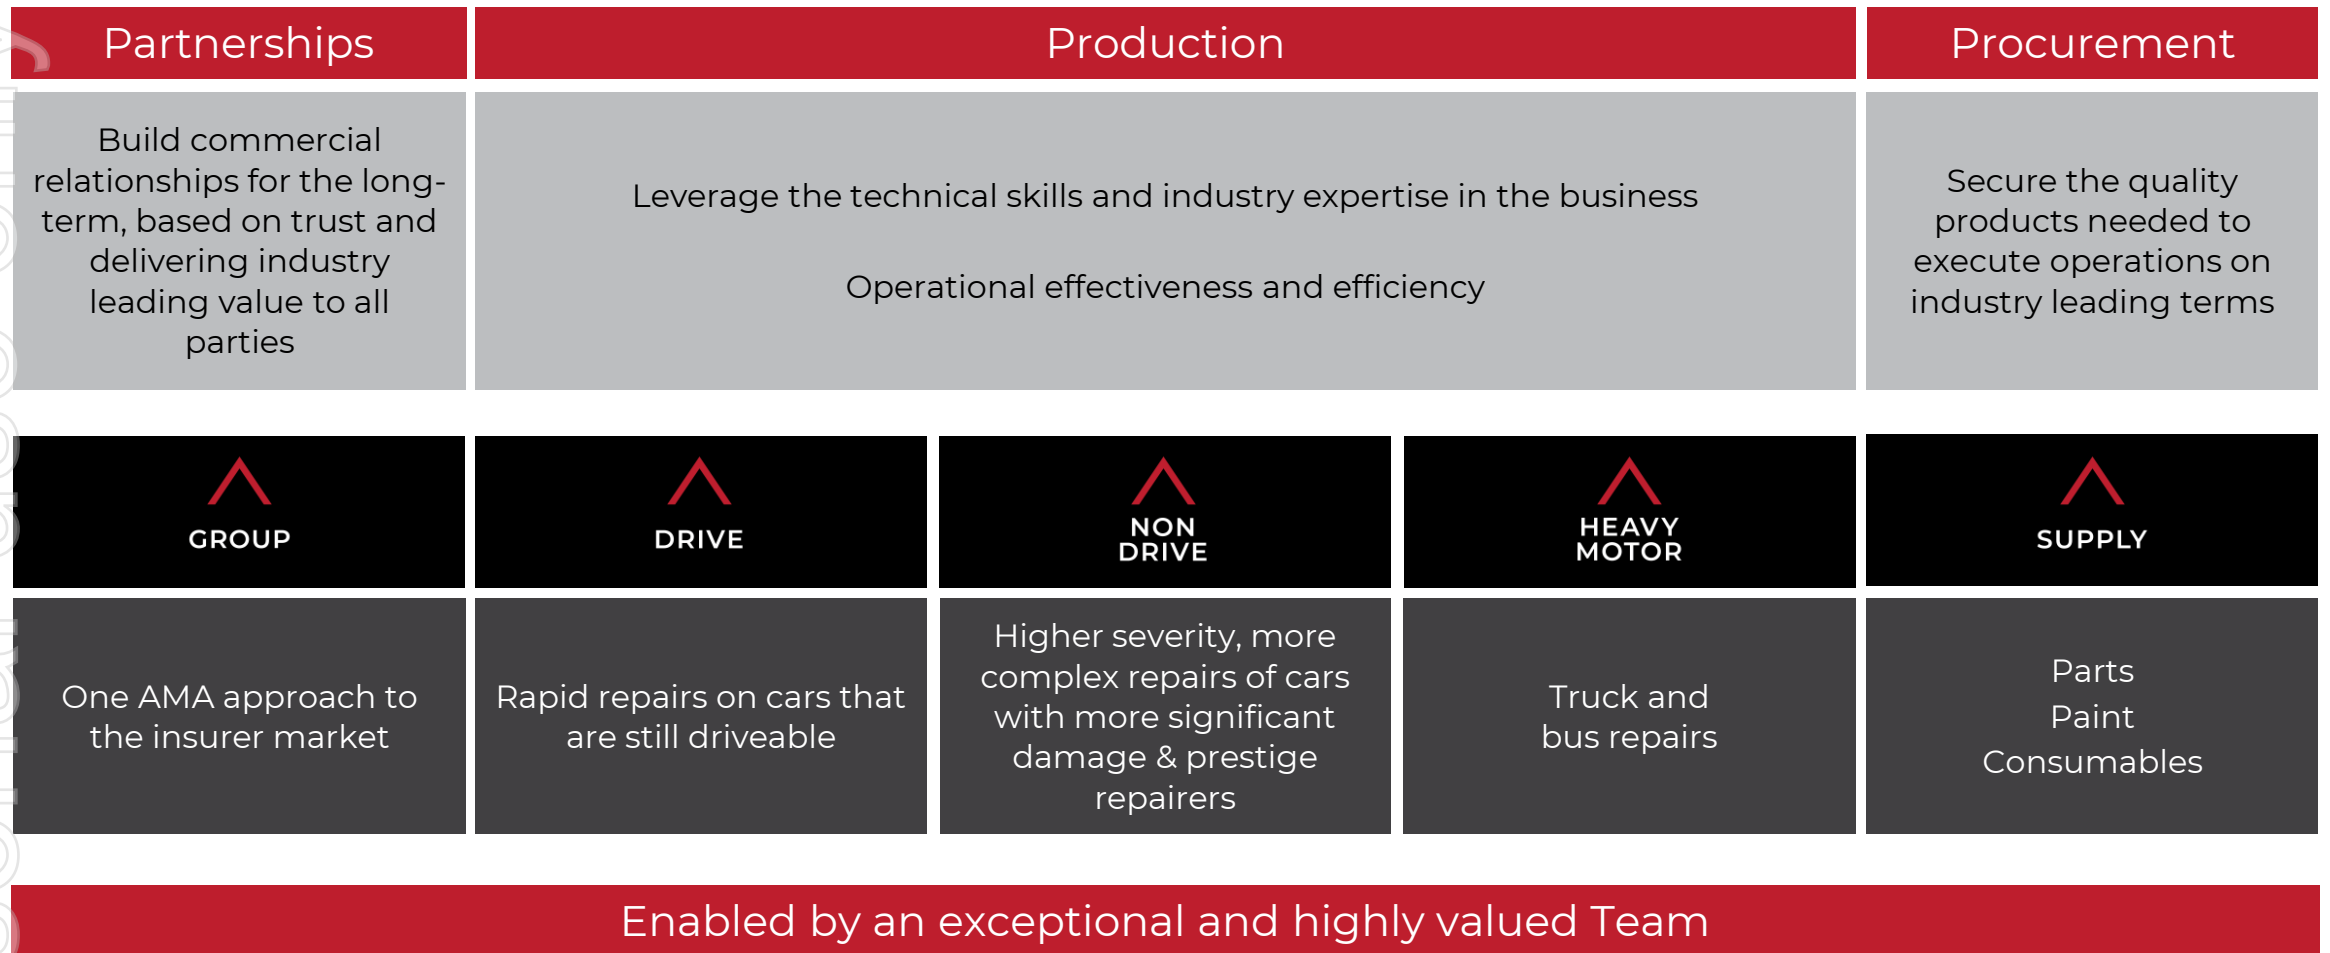 Partnerships
Production
Procurement
Build commercial
relationships for the long-
term, based on trust and
delivering industry
leading value to all
parties
Leverage the technical skills and industry expertise in the business
Operational effectiveness and efficiency
Secure the quality
products needed to
execute operations on
industry leading terms
GROUP
DRIVE
NON
DRIVE
HEAVY
MOTOR
SUPPLY
One AMA approach to
the insurer market
Rapid repairs on cars that
are still driveable
Higher severity, more
complex repairs of cars
with more significant
damage & prestige
repairers
Truck and
bus repairs
Parts
Paint
Consumables
Enabled by an exceptional and highly valued Team